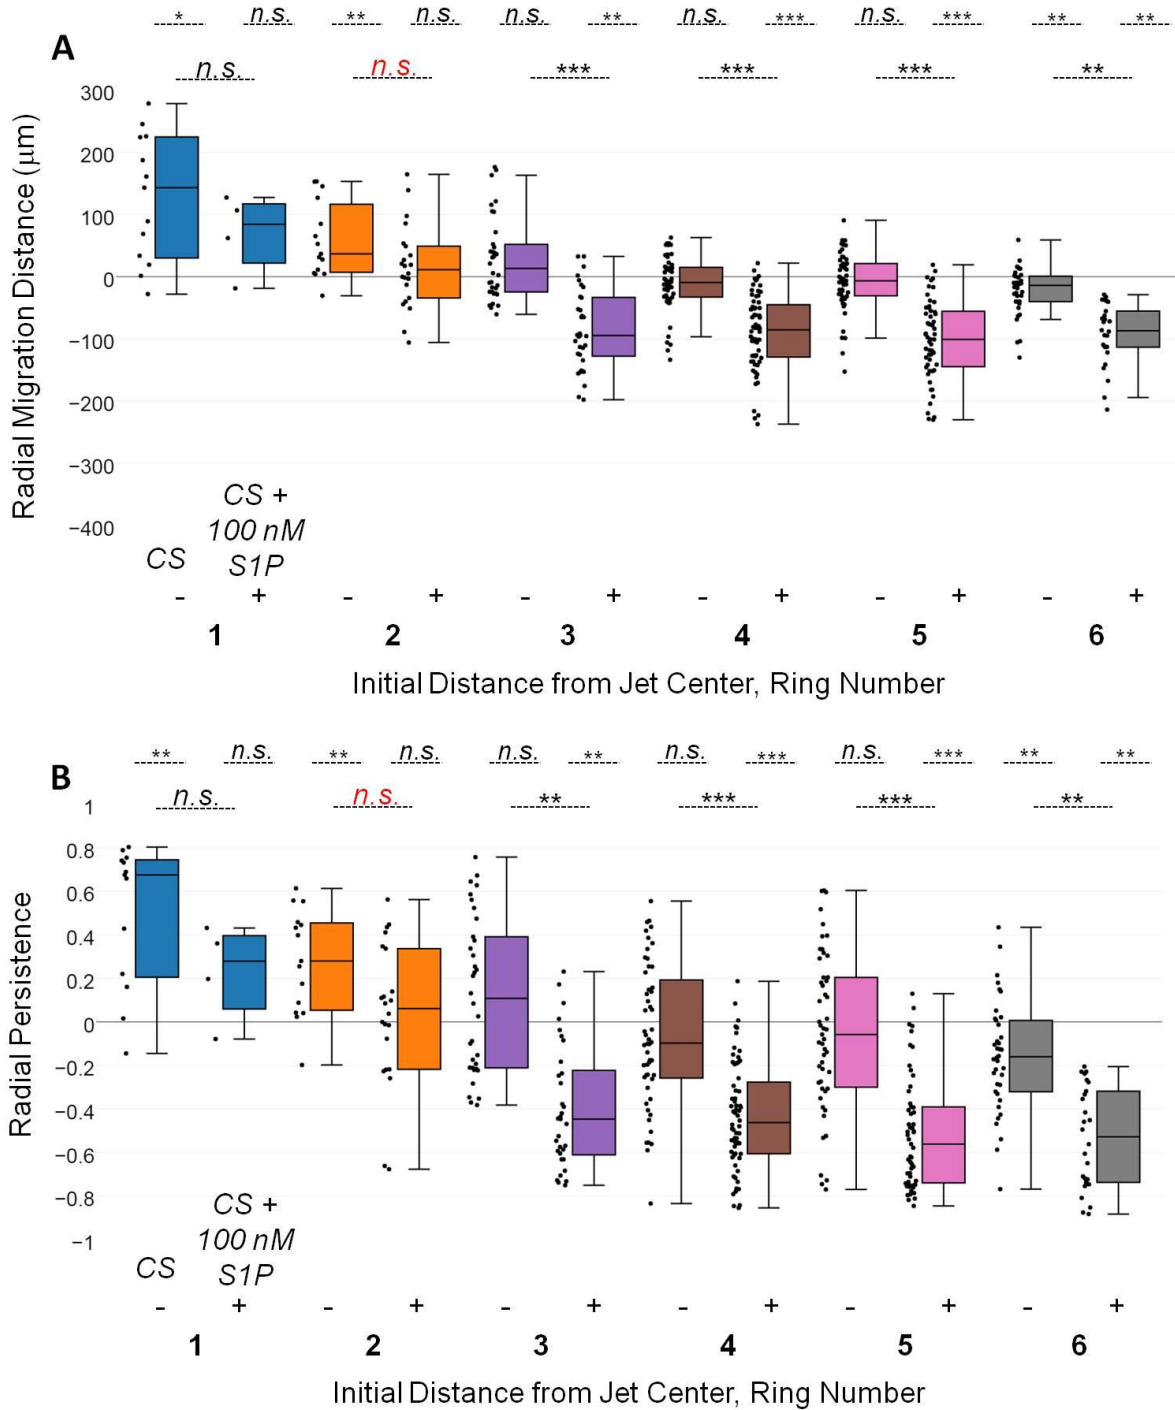 * n.s. ** n.s. n.s. ** n.s. *** n.s. *** ** **
A
n.s. n.s. *** *** *** **
300
200
100
0
−100
−200
−300
−400
Radial Migration Distance (μm)
CS
CS +
100 nM
S1P
- + - + - + - + - + - +
1 2 3 4 5 6
Initial Distance from Jet Center, Ring Number
** n.s. ** n.s. n.s. ** n.s. *** n.s. *** ** **
B
n.s. n.s. ** *** *** **
1
0.8
0.6
0.4
0.2
0
−0.2
−0.4
−0.6
−0.8
−1
Radial Persistence
CS
CS +
100 nM
S1P
- + - + - + - + - + - +
1 2 3 4 5 6
Initial Distance from Jet Center, Ring Number